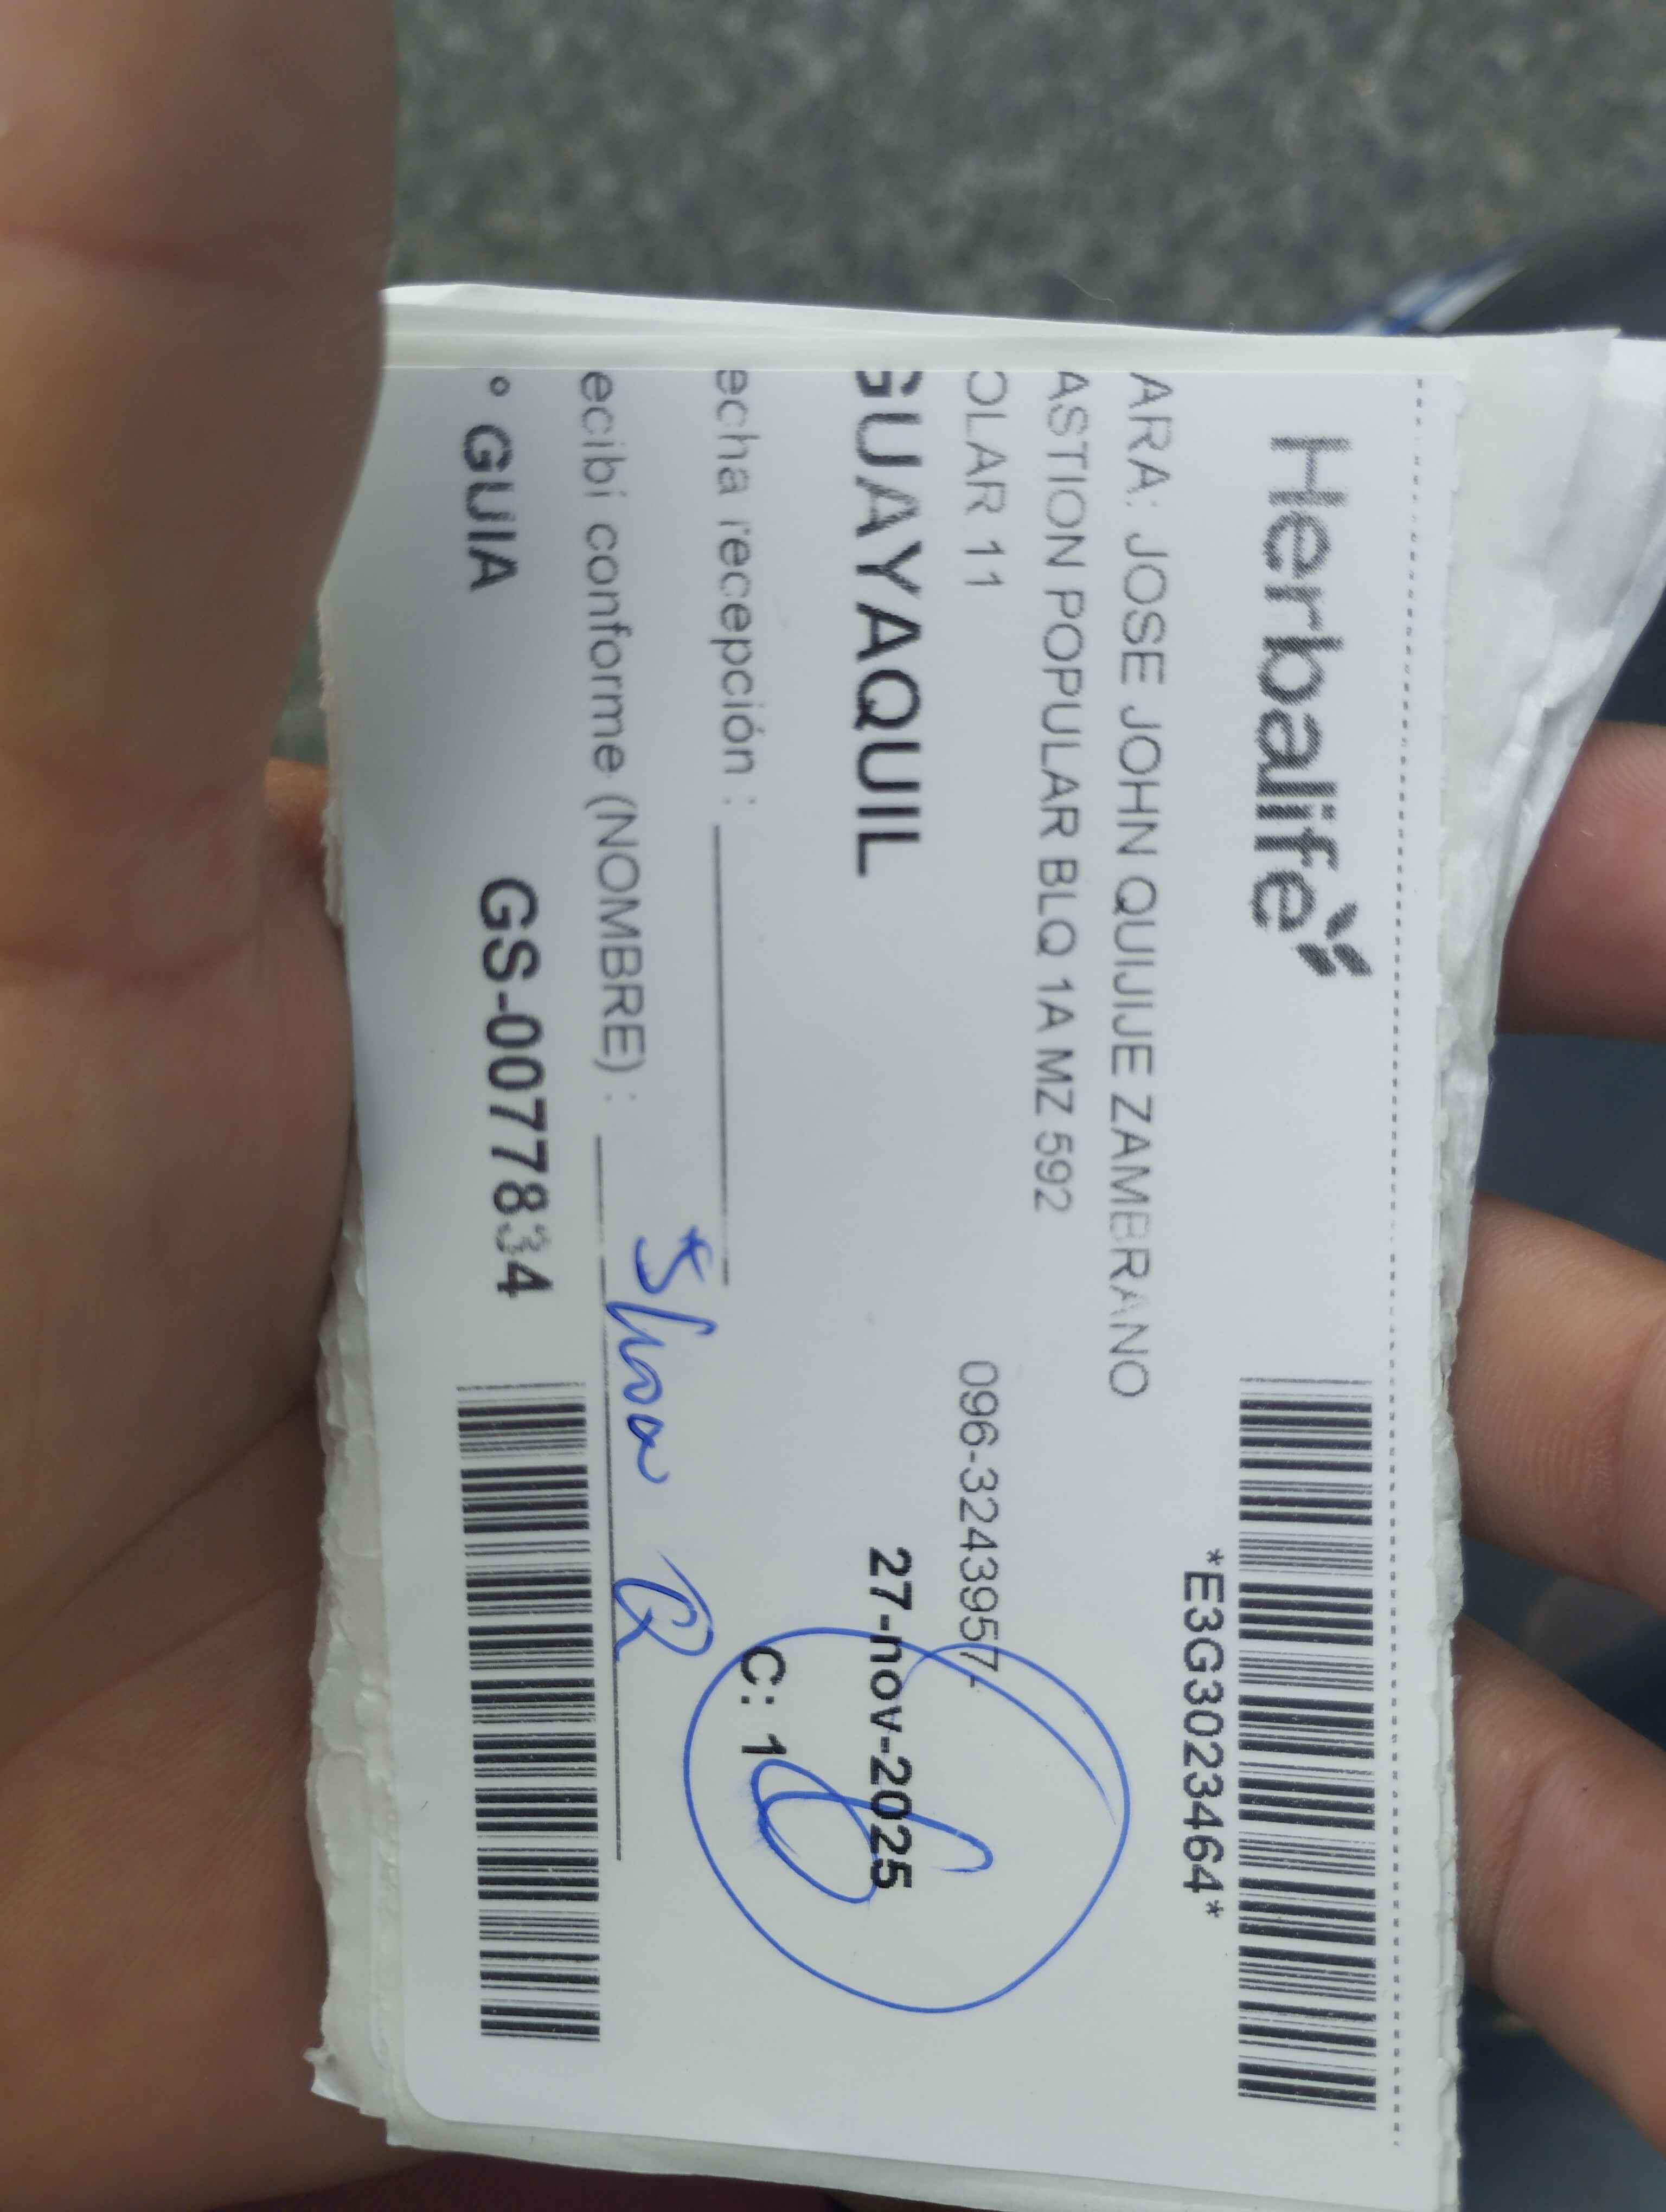 Herbalife
*E3G3023464*
ARA: JOSE JOHN QUIJIJE ZAMBRANO
ASTION POPULAR BLQ 1A MZ 592
OLAR 11 096-3243957-
GUAYAQUIL 27-nov-2025
echa recepción : C: 1
ecibí conforme (NOMBRE) :
° GUIA GS-0077834